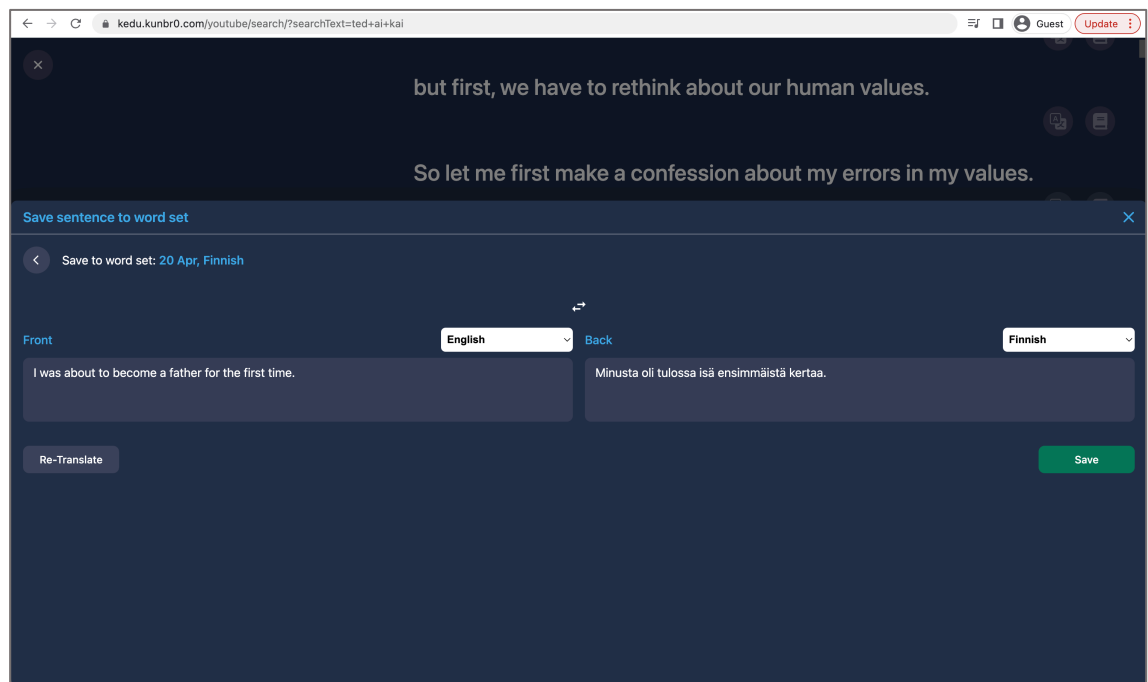 kedu.kunbr0.com/youtube/search/?searchText=ted+ai+kai
Guest
Update
but first, we have to rethink about our human values.
So let me first make a confession about my errors in my values.
Save sentence to word set
Save to word set: 20 Apr, Finnish
Front
English
Back
Finnish
I was about to become a father for the first time.
Minusta oli tulossa isä ensimmäistä kertaa.
Re-Translate
Save